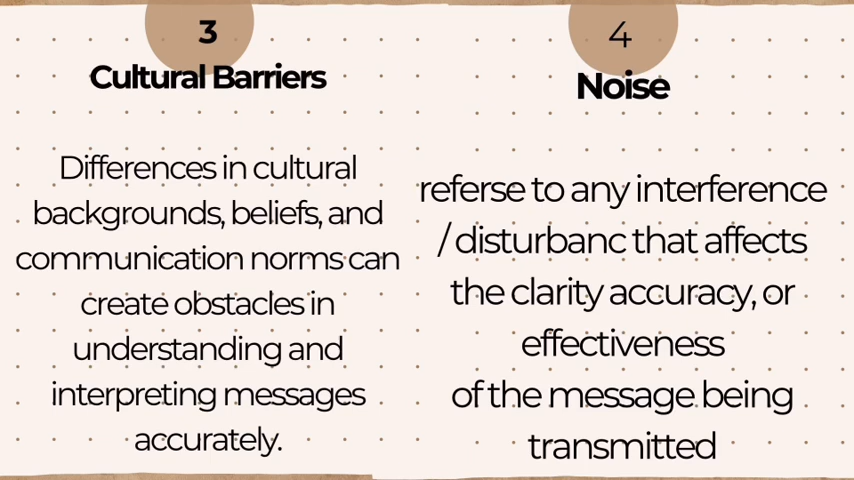 3
Cultural Barriers
Differences in cultural
backgrounds, beliefs, and
communication norms can
create obstacles in
understanding and
interpreting messages
accurately.
4
Noise
referse to any interference
/ disturbanc that affects
the clarity accuracy, or
effectiveness
of the message being
transmitted